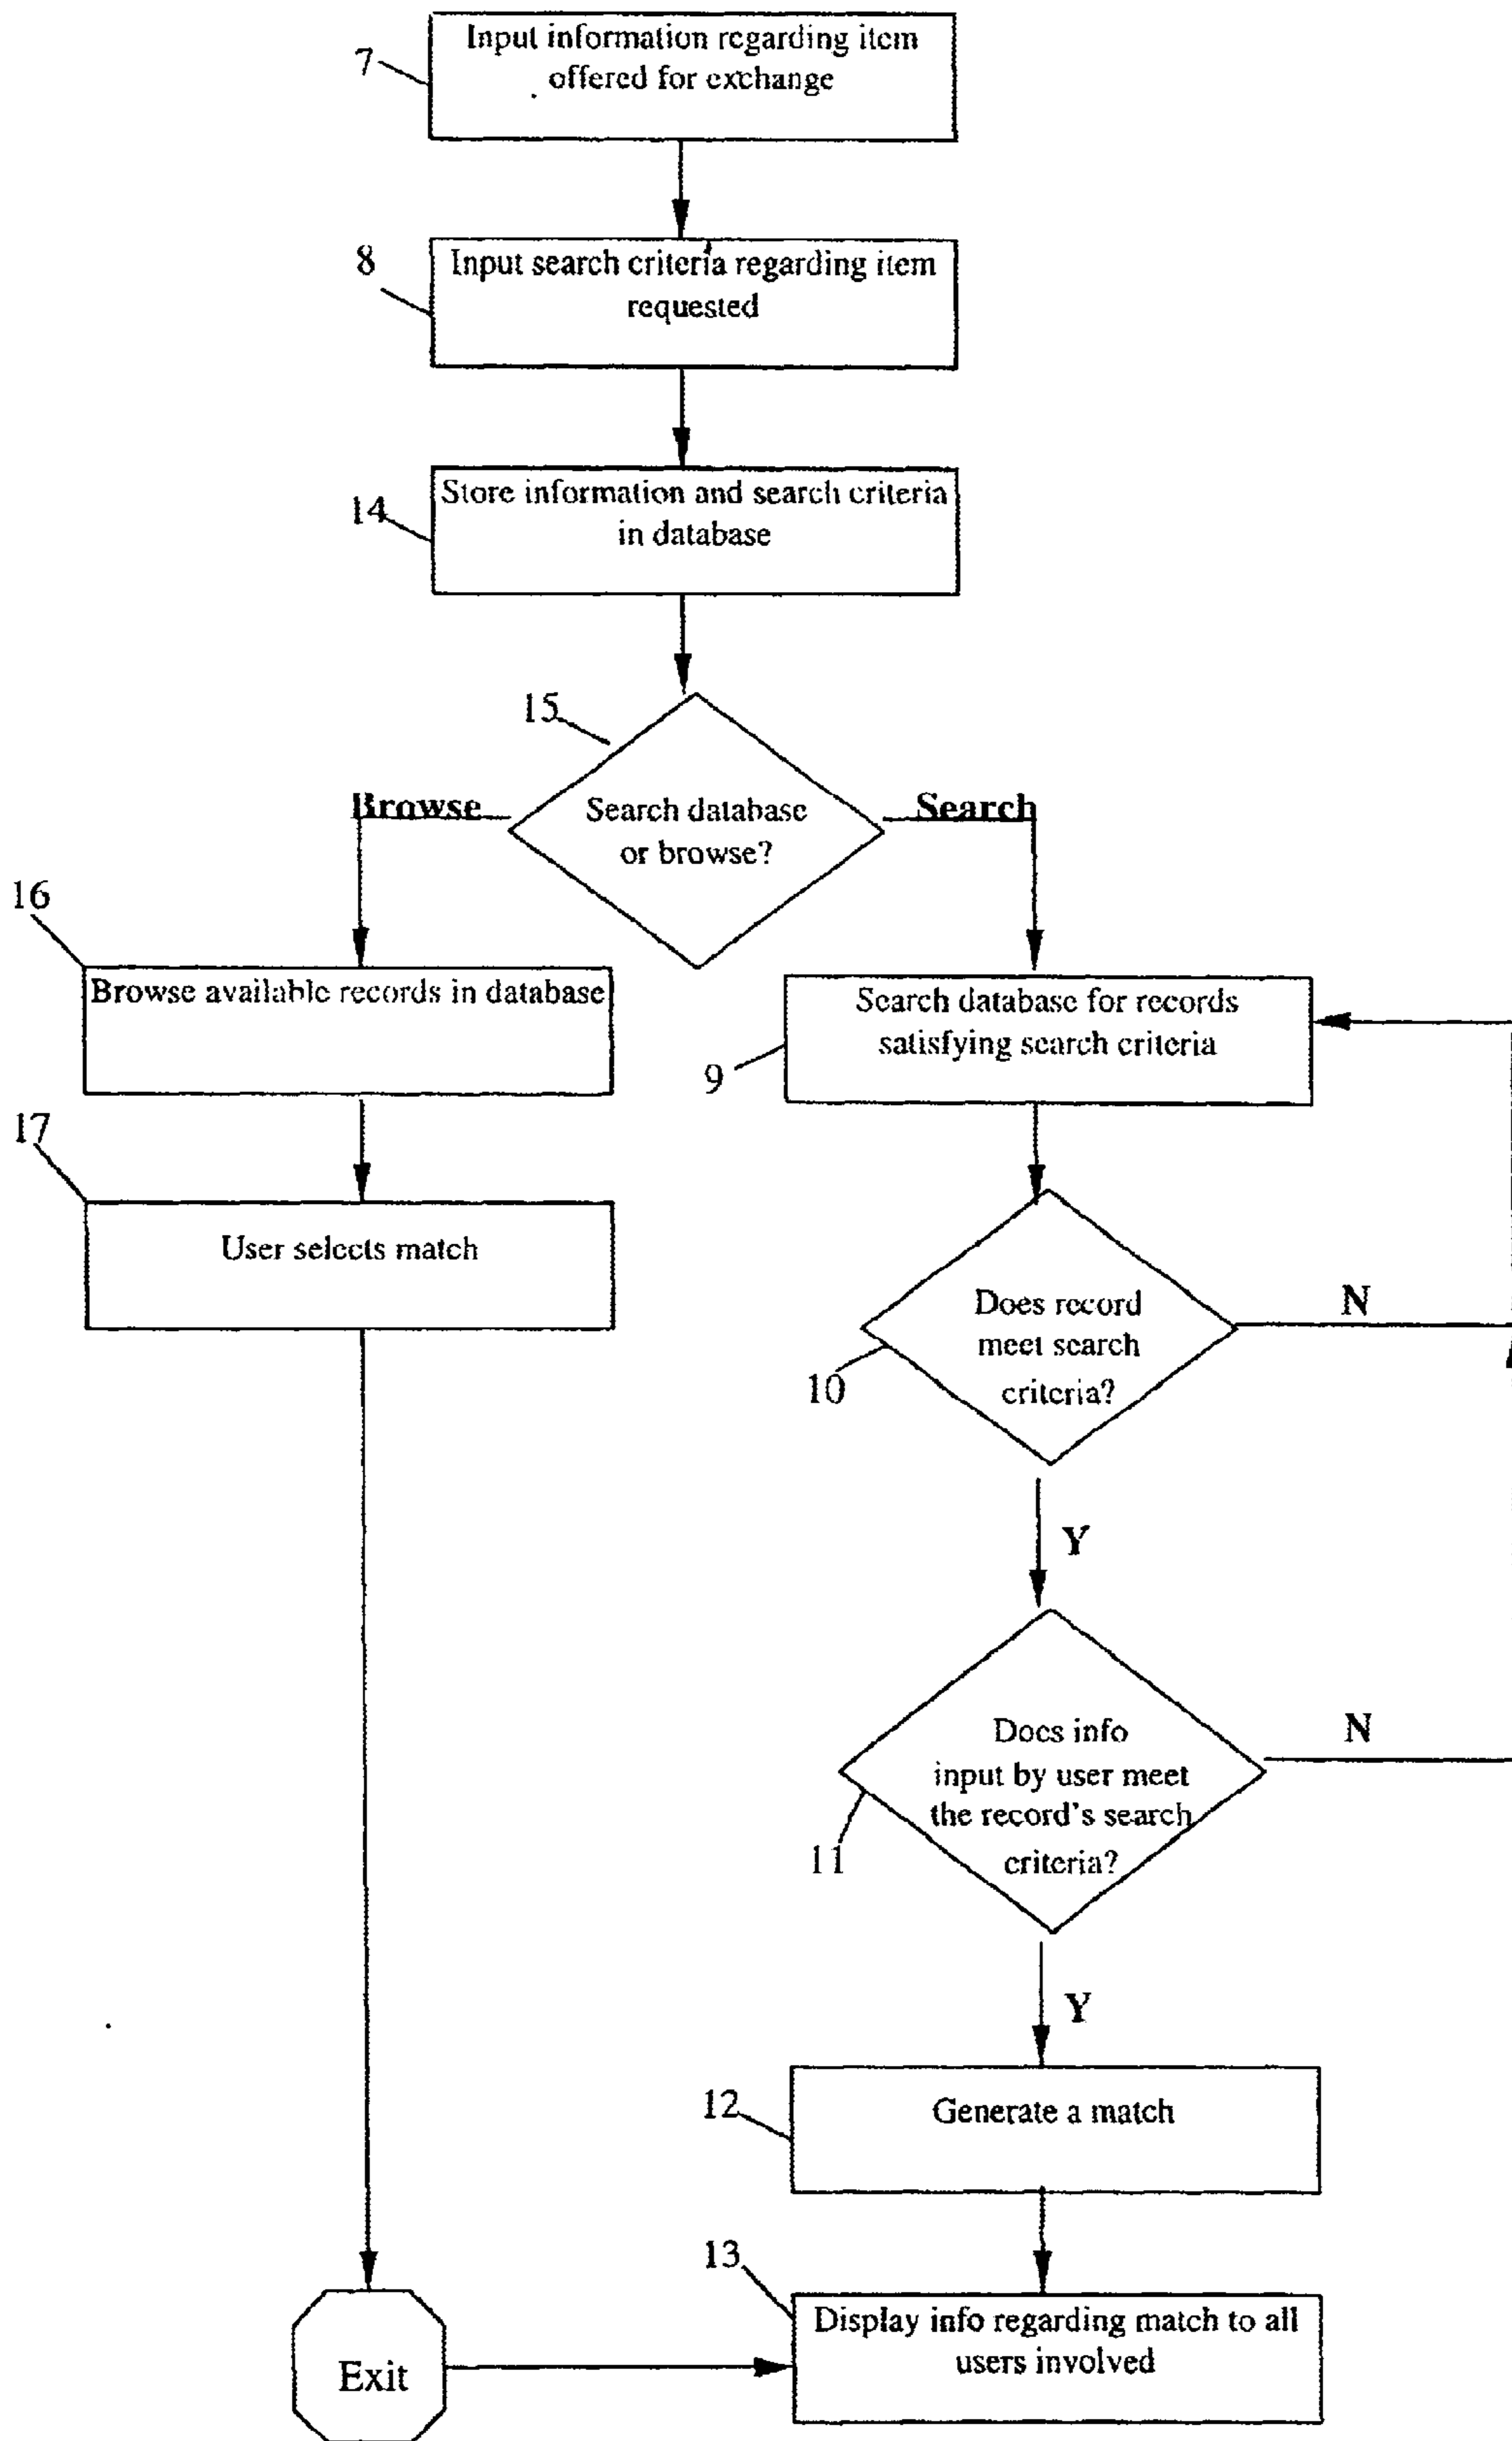 7
Input information regarding item
offered for exchange
8
Input search criteria regarding item
requested
14
Store information and search criteria
in database
15
Search database
or browse?
Browse
Search
16
Browse available records in database
Search database for records
satisfying search criteria
9
17
User selects match
Does record
meet search
criteria?
N
10
Y
Does info
input by user meet
the record's search
criteria?
N
11
Y
12
Generate a match
13
Display info regarding match to all
users involved
Exit